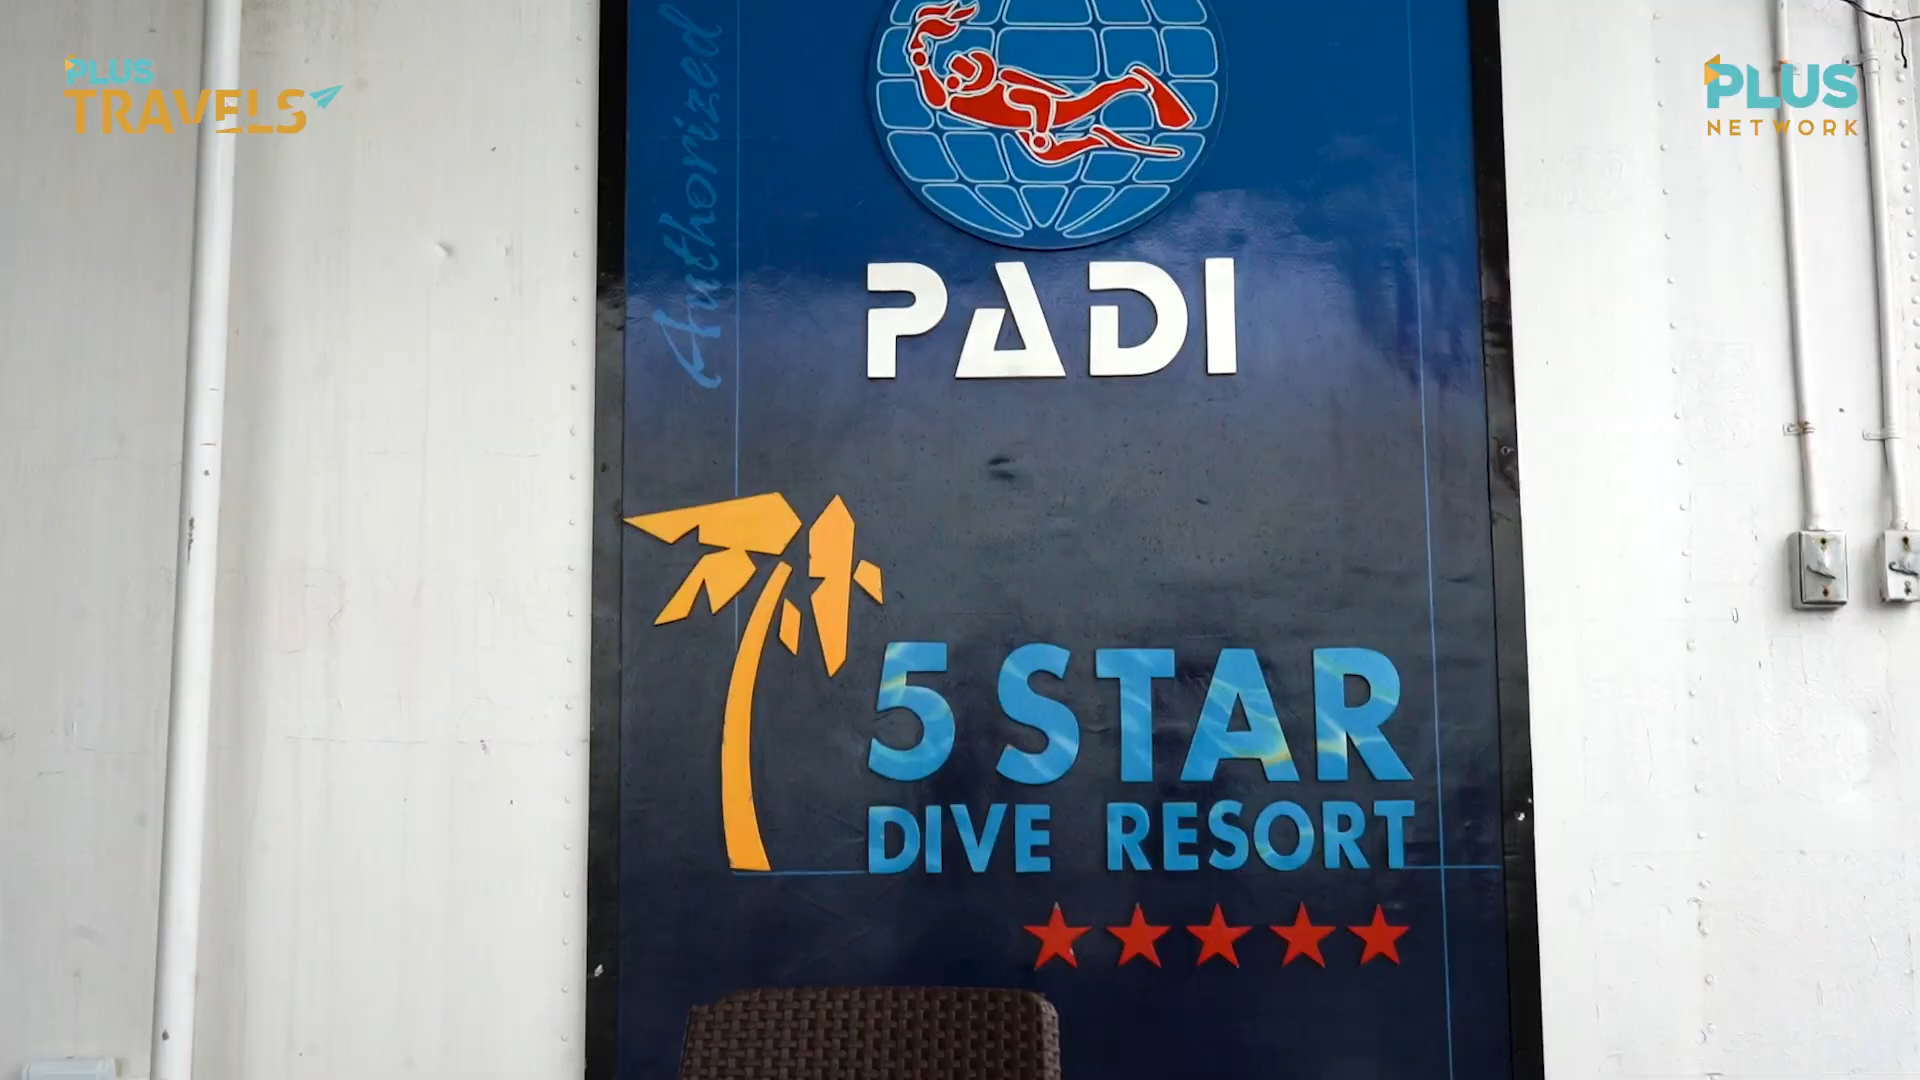 PLUS
TRAVELS
PLUS
NETWORK
Authorized
PADI
5 STAR
DIVE RESORT